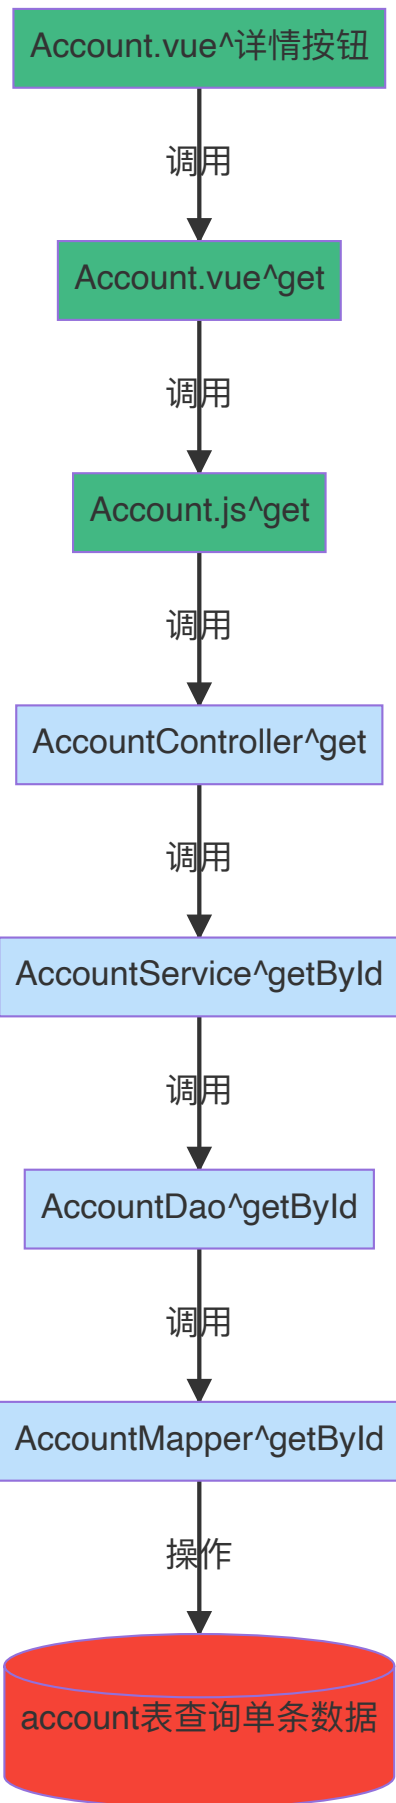 Account.vue^详情按钮
调用
Account.vue^get
调用
Account.js^get
调用
AccountController^get
调用
AccountService^getById
调用
AccountDao^getById
调用
AccountMapper^getById
操作
account表查询单条数据